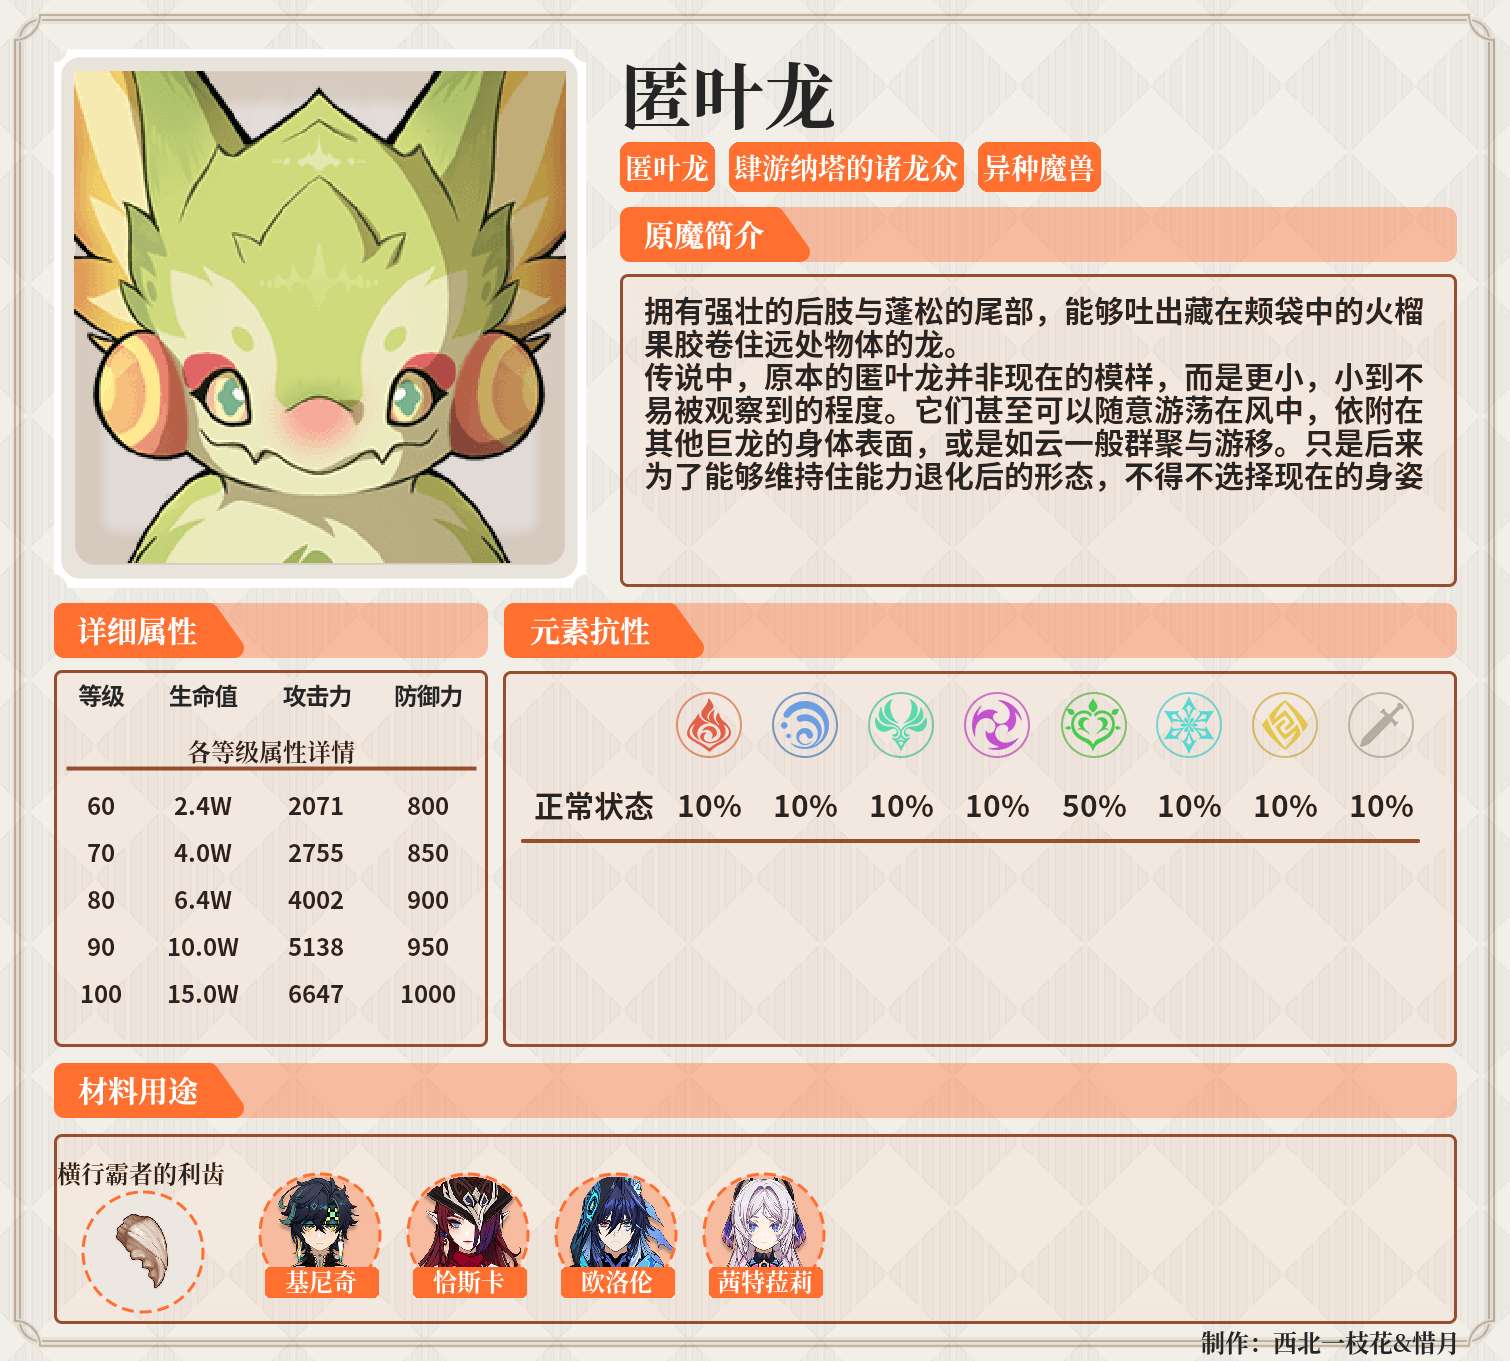 匿叶龙
匿叶龙 肆游纳塔的诸龙众 异种魔兽
原魔简介
拥有强壮的后肢与蓬松的尾部，能够吐出藏在颊袋中的火榴
果胶卷住远处物体的龙。
传说中，原本的匿叶龙并非现在的模样，而是更小，小到不
易被观察到的程度。它们甚至可以随意游荡在风中，依附在
其他巨龙的身体表面，或是如云一般群聚与游移。只是后来
为了能够维持住能力退化后的形态，不得不选择现在的身姿
详细属性
等级 生命值 攻击力 防御力
各等级属性详情
60 2.4W 2071 800
70 4.0W 2755 850
80 6.4W 4002 900
90 10.0W 5138 950
100 15.0W 6647 1000
元素抗性
正常状态 10% 10% 10% 10% 50% 10% 10% 10%
材料用途
横行霸者的利齿
基尼奇 恰斯卡 欧洛伦 茜特菈莉
制作：西北一枝花&惜月